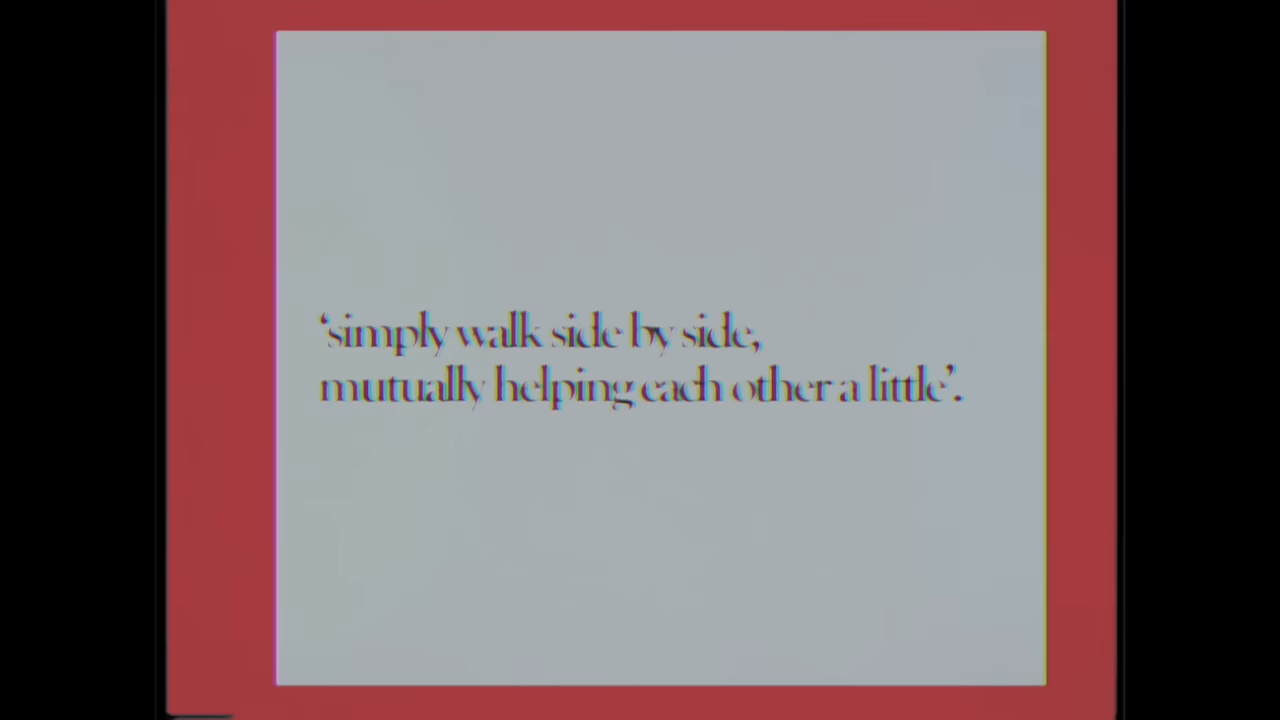 ‘simply walk side by side,
mutually helping each other a little’.